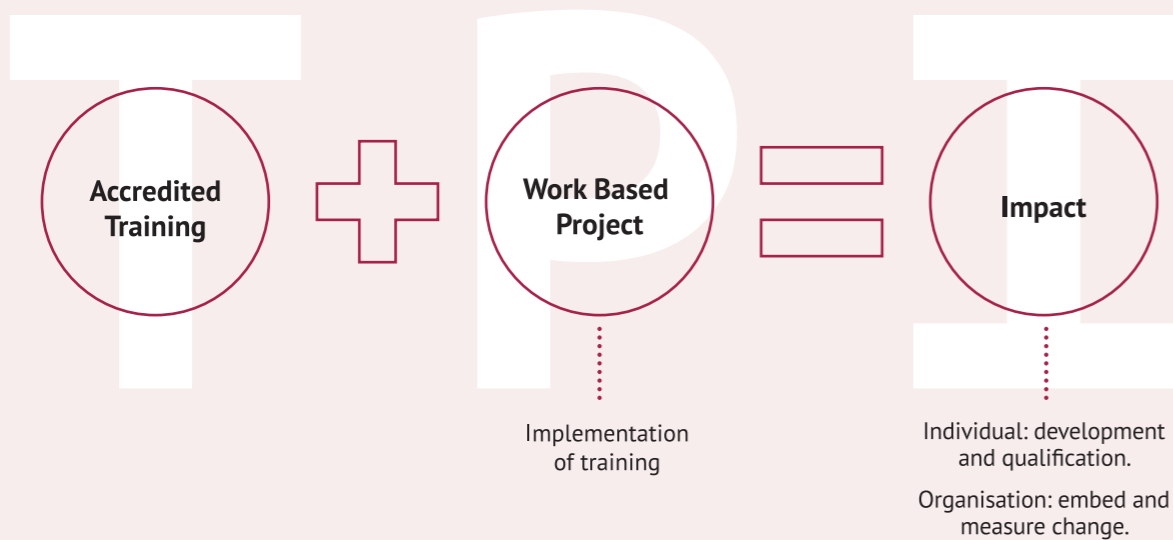 T P I
Accredited
Training
Work Based
Project
Impact
Implementation
of training
Individual: development
and qualification.
Organisation: embed and
measure change.